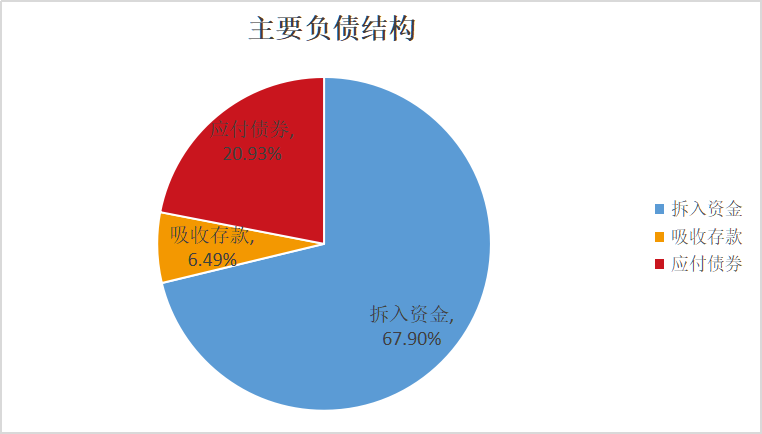 主要负债结构
应付债券,
20.93%
吸收存款,
6.49%
拆入资金,
67.90%
拆入资金
吸收存款
应付债券